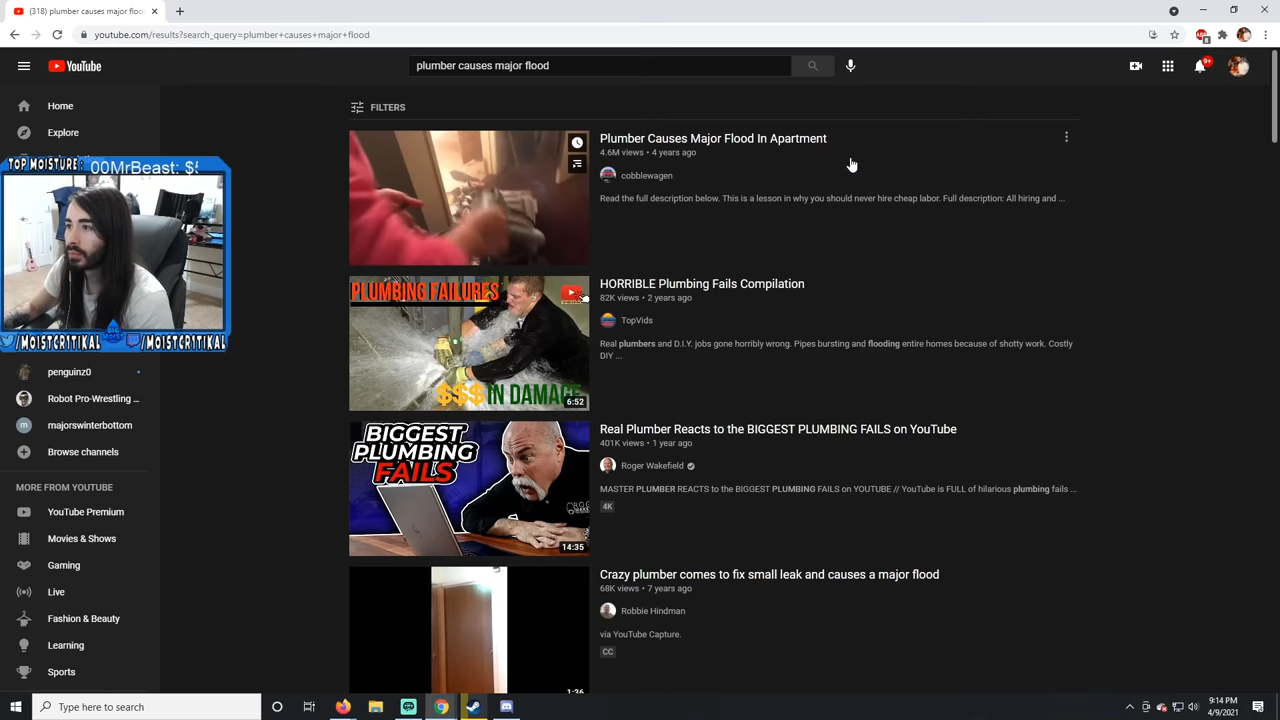 (318) plumber causes major floo
youtube.com/results?search_query=plumber+causes+major+flood
YouTube
plumber causes major flood
9+
Home
Explore
FILTERS
TOP MOISTURE: 00MrBeast: $
/MOISTCR1TIKAL /MOISTCR1TIKAL
BIG MOIST
penguinz0
Robot Pro-Wrestling ...
majorswinterbottom
Browse channels
MORE FROM YOUTUBE
YouTube Premium
Movies & Shows
Gaming
Live
Fashion & Beauty
Learning
Sports
Plumber Causes Major Flood In Apartment
4.6M views • 4 years ago
cobblewagen
Read the full description below. This is a lesson in why you should never hire cheap labor. Full description: All hiring and ...
PLUMBING FAILURES
$$$ IN DAMAGE
6:52
HORRIBLE Plumbing Fails Compilation
82K views • 2 years ago
TopVids
Real plumbers and D.I.Y. jobs gone horribly wrong. Pipes bursting and flooding entire homes because of shotty work. Costly
DIY ...
BIGGEST
PLUMBING
FAILS
14:35
Real Plumber Reacts to the BIGGEST PLUMBING FAILS on YouTube
401K views • 1 year ago
Roger Wakefield
MASTER PLUMBER REACTS to the BIGGEST PLUMBING FAILS on YOUTUBE // YouTube is FULL of hilarious plumbing fails ...
4K
1:36
Crazy plumber comes to fix small leak and causes a major flood
68K views • 7 years ago
Robbie Hindman
via YouTube Capture.
CC
Type here to search
9:14 PM
4/9/2021